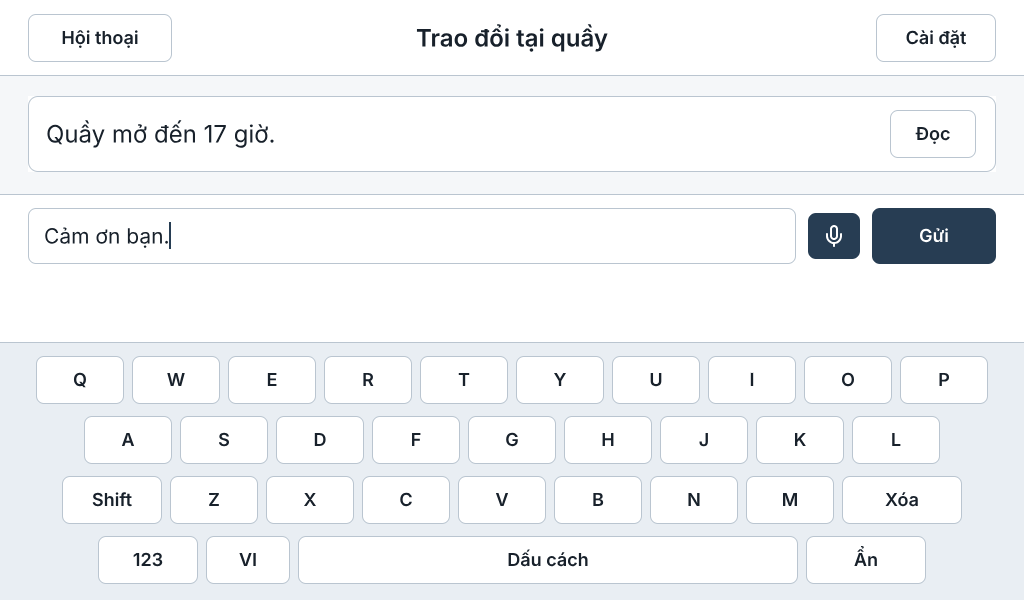 Hội thoại
Trao đổi tại quầy
Cài đặt
Quầy mở đến 17 giờ.
Đọc
Cảm ơn bạn.
Gửi
Q W E R T Y U I O P
A S D F G H J K L
Shift Z X C V B N M Xóa
123 VI Dấu cách Ẩn